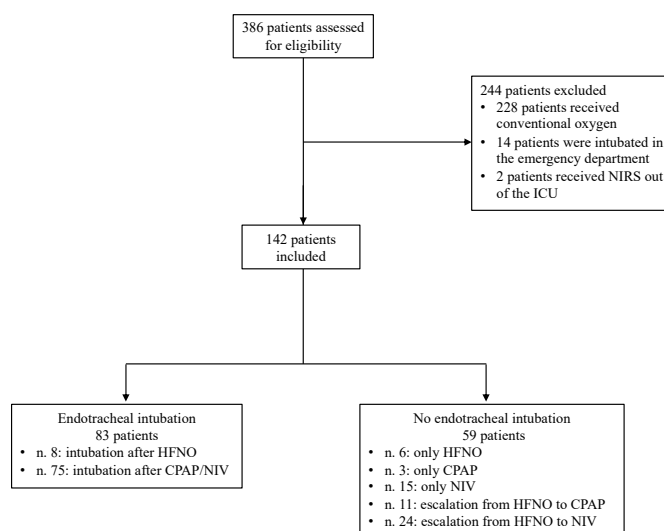 386 patients assessed
for eligibility
244 patients excluded
• 228 patients received
conventional oxygen
• 14 patients were intubated in
the emergency department
• 2 patients received NIRS out
of the ICU
142 patients
included
Endotracheal intubation
83 patients
• n. 8: intubation after HFNO
• n. 75: intubation after CPAP/NIV
No endotracheal intubation
59 patients
• n. 6: only HFNO
• n. 3: only CPAP
• n. 15: only NIV
• n. 11: escalation from HFNO to CPAP
• n. 24: escalation from HFNO to NIV